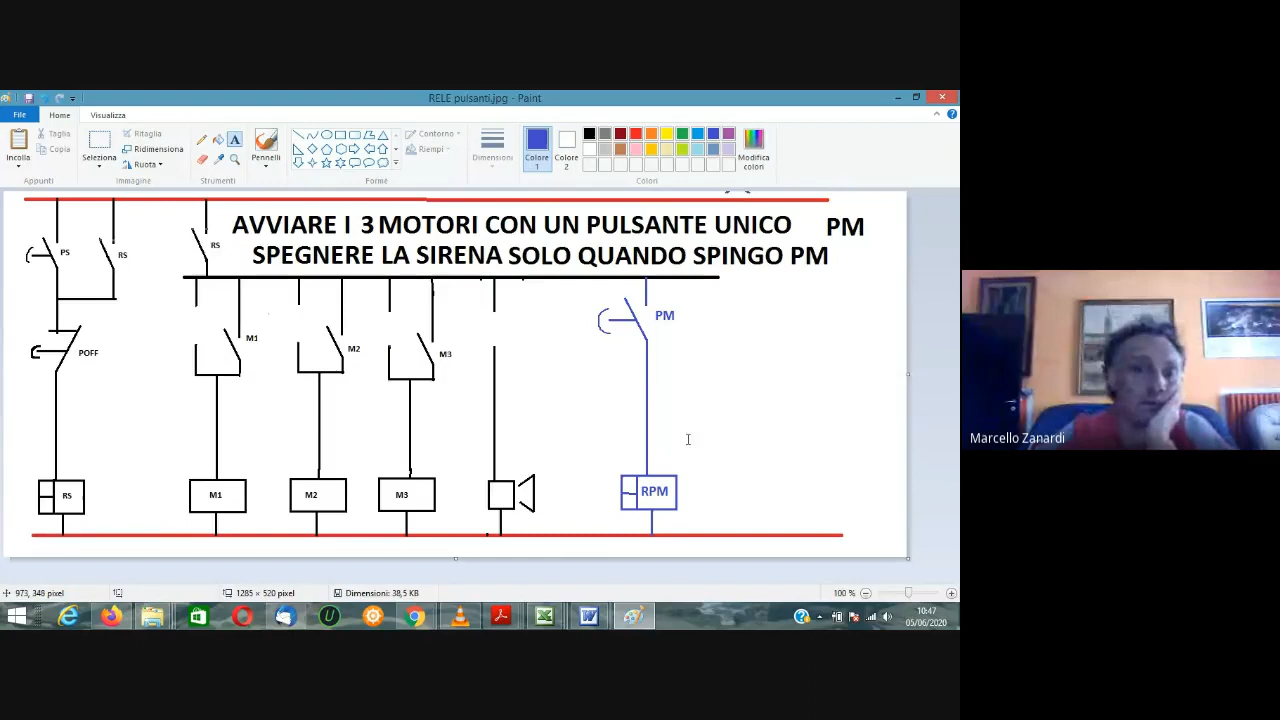 RELE pulsanti.jpg - Paint
File
Home
Visualizza
Incolla
Taglia
Copia
Appunti
Seleziona
Ritaglia
Ridimensiona
Ruota
Immagine
Strumenti
Pennelli
Contorno
Riempi
Forme
Dimensioni
Colore 1
Colore 2
Modifica colori
Colori
AVVIARE I 3 MOTORI CON UN PULSANTE UNICO PM
SPEGNERE LA SIRENA SOLO QUANDO SPINGO PM
PS
RS
RS
PM
M1
M2
M3
POFF
RS
M1
M2
M3
RPM
Marcello Zanardi
973, 348 pixel
1285 × 520 pixel
Dimensioni: 38,5 KB
100 %
10:47
05/06/2020